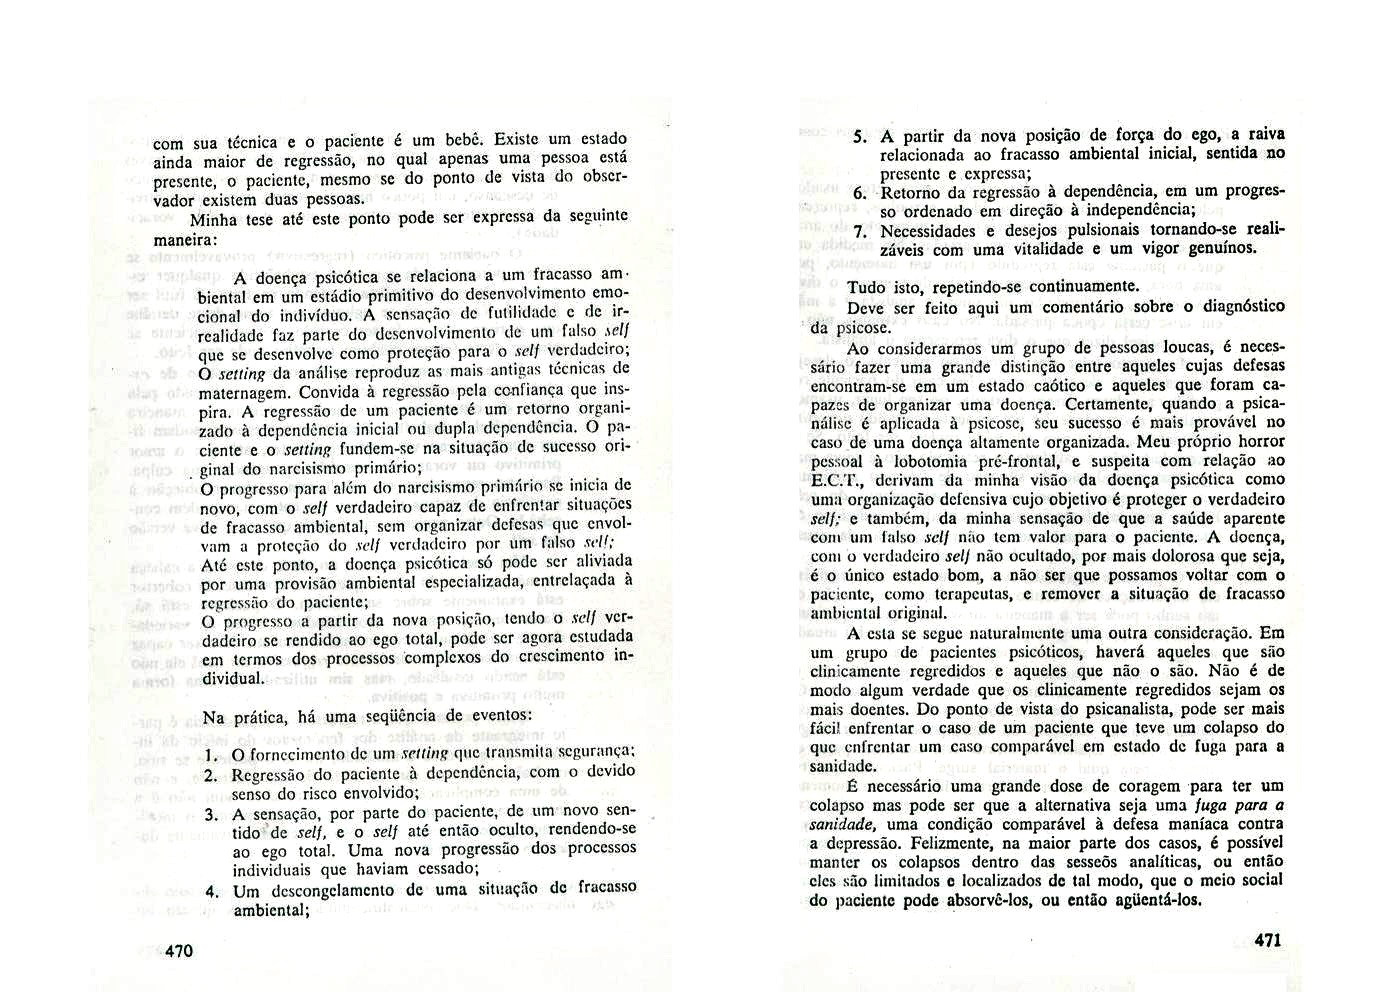 com sua técnica e o paciente é um bebê. Existe um estado
ainda maior de regressão, no qual apenas uma pessoa está
presente, o paciente, mesmo se do ponto de vista do obser-
vador existem duas pessoas.
Minha tese até este ponto pode ser expressa da seguinte
maneira:
A doença psicótica se relaciona a um fracasso am-
biental em um estádio primitivo do desenvolvimento emo-
cional do indivíduo. A sensação de futilidade e de ir-
realidade faz parte do desenvolvimento de um falso self
que se desenvolve como proteção para o self verdadeiro;
O setting da análise reproduz as mais antigas técnicas de
maternagem. Convida à regressão pela confiança que ins-
pira. A regressão de um paciente é um retorno organi-
zado à dependência inicial ou dupla dependência. O pa-
ciente e o setting fundem-se na situação de sucesso ori-
ginal do narcisismo primário;
O progresso para além do narcisismo primário se inicia de
novo, com o self verdadeiro capaz de enfrentar situações
de fracasso ambiental, sem organizar defesas que envol-
vam a proteção do self verdadeiro por um falso self;
Até este ponto, a doença psicótica só pode ser aliviada
por uma provisão ambiental especializada, entrelaçada à
regressão do paciente;
O progresso a partir da nova posição, tendo o self ver-
dadeiro se rendido ao ego total, pode ser agora estudada
em termos dos processos complexos do crescimento in-
dividual.
Na prática, há uma seqüência de eventos:
1. O fornecimento de um setting que transmita segurança;
2. Regressão do paciente à dependência, com o devido
senso do risco envolvido;
3. A sensação, por parte do paciente, de um novo sen-
tido de self, e o self até então oculto, rendendo-se
ao ego total. Uma nova progressão dos processos
individuais que haviam cessado;
4. Um descongelamento de uma situação de fracasso
ambiental;
470
5. A partir da nova posição de força do ego, a raiva
relacionada ao fracasso ambiental inicial, sentida no
presente e expressa;
6. Retorno da regressão à dependência, em um progres-
so ordenado em direção à independência;
7. Necessidades e desejos pulsionais tornando-se reali-
záveis com uma vitalidade e um vigor genuínos.
Tudo isto, repetindo-se continuamente.
Deve ser feito aqui um comentário sobre o diagnóstico
da psicose.
Ao considerarmos um grupo de pessoas loucas, é neces-
sário fazer uma grande distinção entre aqueles cujas defesas
encontram-se em um estado caótico e aqueles que foram ca-
pazes de organizar uma doença. Certamente, quando a psica-
nálise é aplicada à psicose, seu sucesso é mais provável no
caso de uma doença altamente organizada. Meu próprio horror
pessoal à lobotomia pré-frontal, e suspeita com relação ao
E.C.T., derivam da minha visão da doença psicótica como
uma organização defensiva cujo objetivo é proteger o verdadeiro
self; e também, da minha sensação de que a saúde aparente
com um falso self não tem valor para o paciente. A doença,
com o verdadeiro self não ocultado, por mais dolorosa que seja,
é o único estado bom, a não ser que possamos voltar com o
paciente, como terapeutas, e remover a situação de fracasso
ambiental original.
A esta se segue naturalmente uma outra consideração. Em
um grupo de pacientes psicóticos, haverá aqueles que são
clinicamente regredidos e aqueles que não o são. Não é de
modo algum verdade que os clinicamente regredidos sejam os
mais doentes. Do ponto de vista do psicanalista, pode ser mais
fácil enfrentar o caso de um paciente que teve um colapso do
que enfrentar um caso comparável em estado de fuga para a
sanidade.
É necessário uma grande dose de coragem para ter um
colapso mas pode ser que a alternativa seja uma fuga para a
sanidade, uma condição comparável à defesa maníaca contra
a depressão. Felizmente, na maior parte dos casos, é possível
manter os colapsos dentro das sesseõs analíticas, ou então
eles são limitados e localizados de tal modo, que o meio social
do paciente pode absorvê-los, ou então agüentá-los.
471